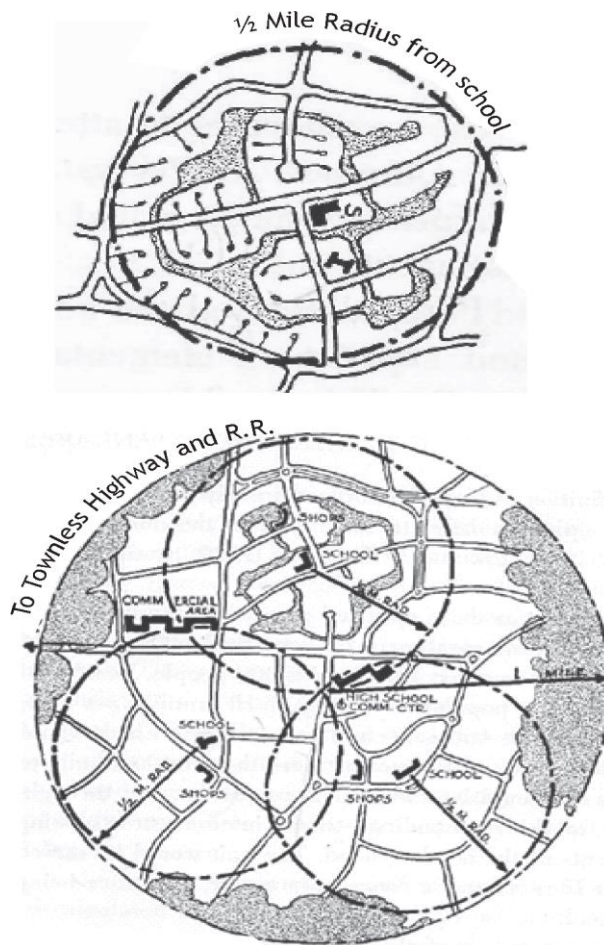 ½ Mile Radius from school
S.
To Townless Highway and R.R.
SHOPS
SCHOOL
½ M. RAD.
COMMERCIAL
AREA
1 MILE.
HIGH SCHOOL
& COMM. CTR.
SCHOOL
½ M. RAD.
SHOPS
SHOPS
SCHOOL
½ M. RAD.